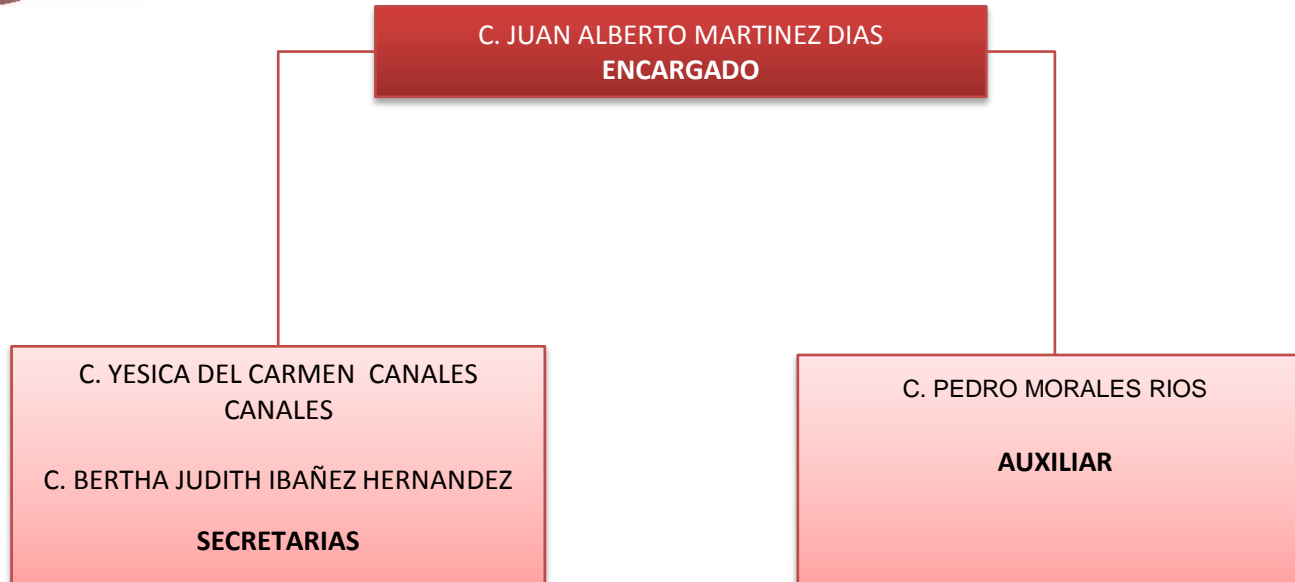 C. JUAN ALBERTO MARTINEZ DIAS
ENCARGADO
C. YESICA DEL CARMEN CANALES
CANALES
C. BERTHA JUDITH IBAÑEZ HERNANDEZ
SECRETARIAS
C. PEDRO MORALES RIOS
AUXILIAR